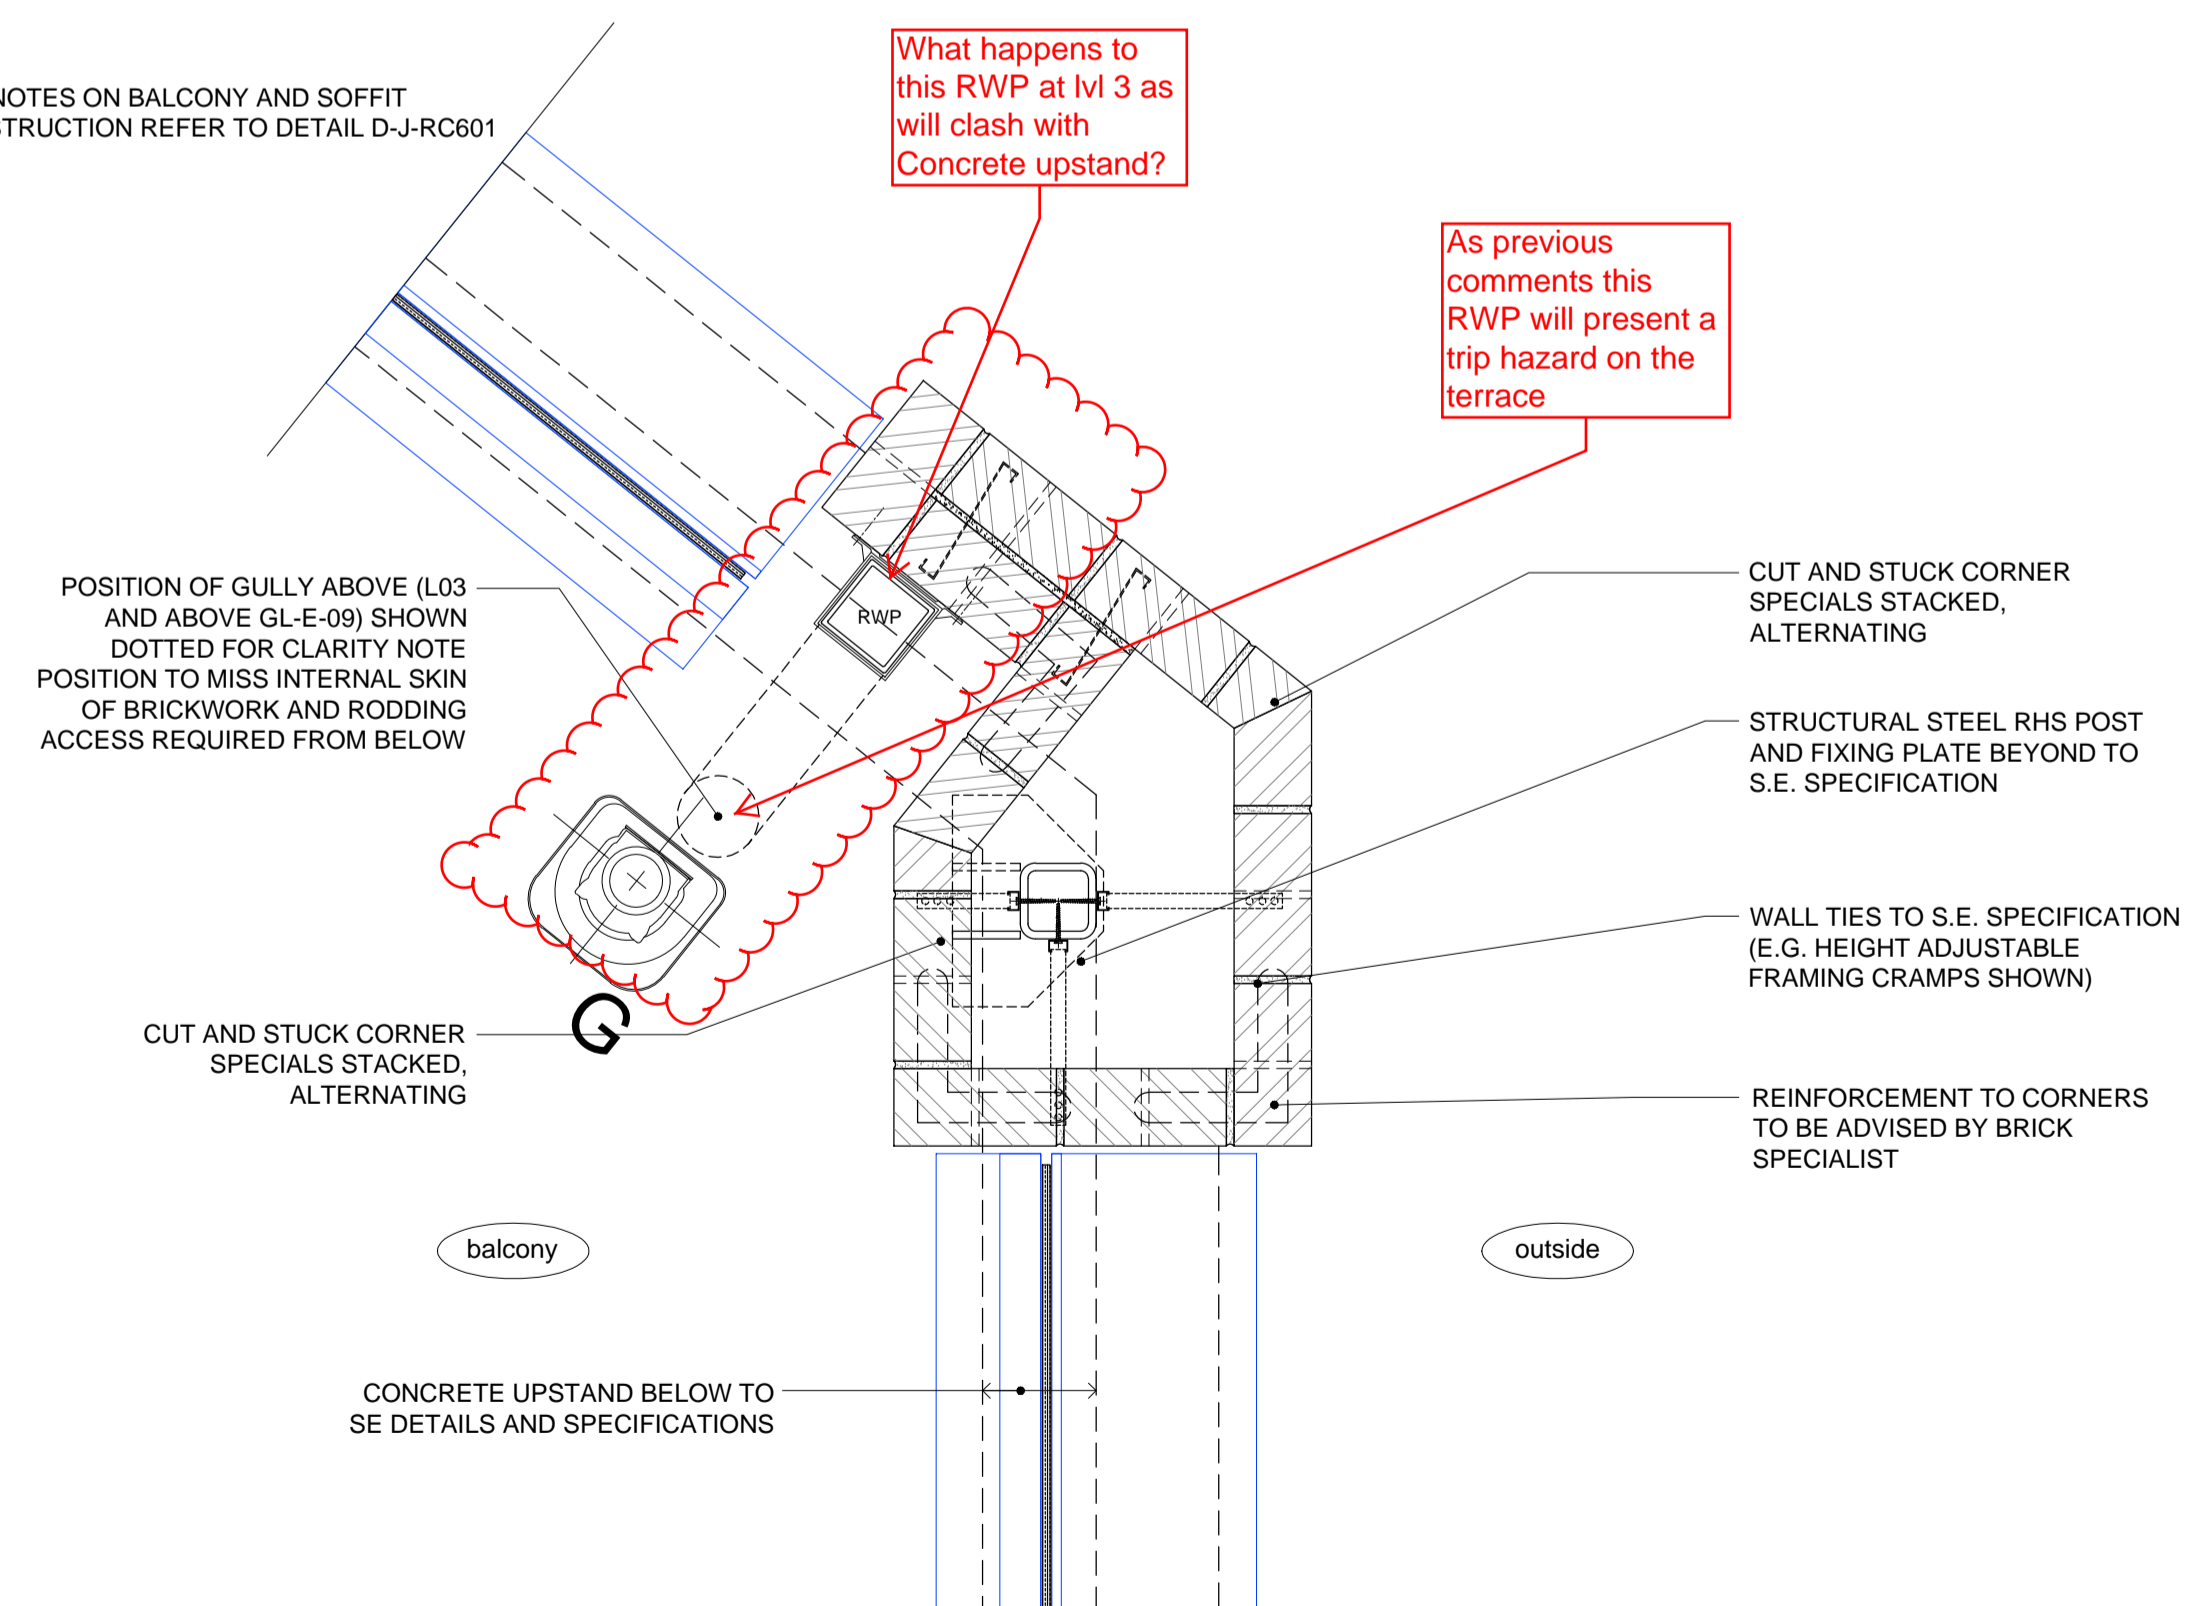 NOTES ON BALCONY AND SOFFIT
STRUCTION REFER TO DETAIL D-J-RC601
What happens to
this RWP at lvl 3 as
will clash with
Concrete upstand?
As previous
comments this
RWP will present a
trip hazard on the
terrace
POSITION OF GULLY ABOVE (L03
AND ABOVE GL-E-09) SHOWN
DOTTED FOR CLARITY NOTE
POSITION TO MISS INTERNAL SKIN
OF BRICKWORK AND RODDING
ACCESS REQUIRED FROM BELOW
RWP
CUT AND STUCK CORNER
SPECIALS STACKED,
ALTERNATING
STRUCTURAL STEEL RHS POST
AND FIXING PLATE BEYOND TO
S.E. SPECIFICATION
WALL TIES TO S.E. SPECIFICATION
(E.G. HEIGHT ADJUSTABLE
FRAMING CRAMPS SHOWN)
G
CUT AND STUCK CORNER
SPECIALS STACKED,
ALTERNATING
REINFORCEMENT TO CORNERS
TO BE ADVISED BY BRICK
SPECIALIST
balcony
outside
CONCRETE UPSTAND BELOW TO
SE DETAILS AND SPECIFICATIONS